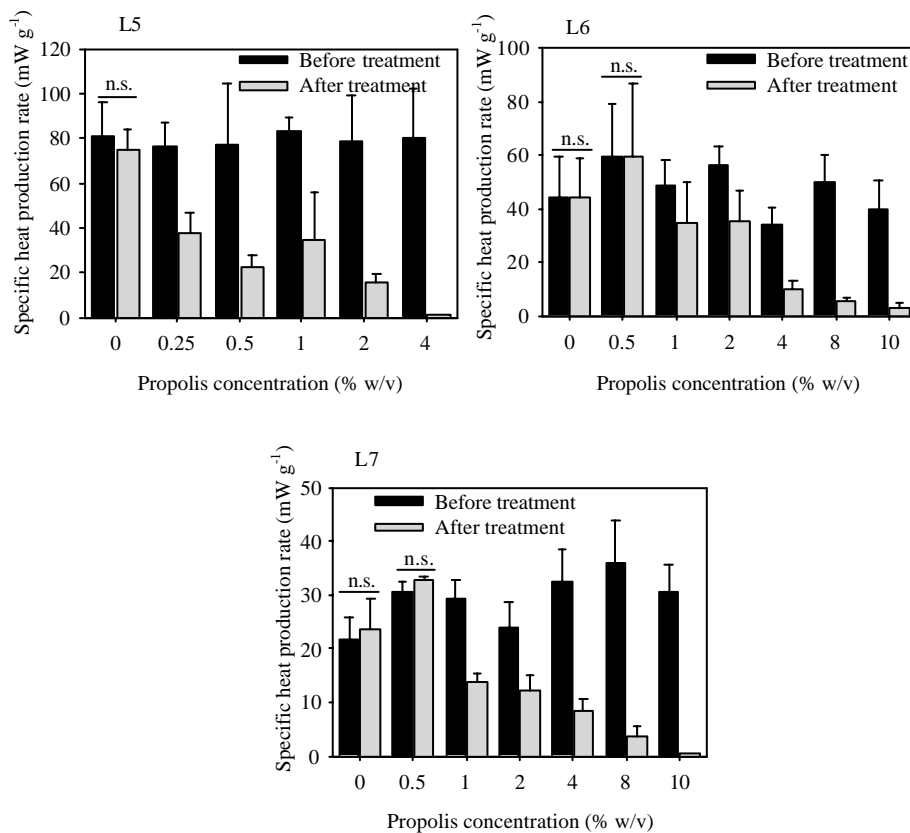 L5
Specific heat production rate (mW g-1)
120
100
80
60
40
20
0
Before treatment
After treatment
n.s.
0 0.25 0.5 1 2 4
Propolis concentration (% w/v)
L6
Specific heat production rate (mW g-1)
100
80
60
40
20
0
Before treatment
After treatment
n.s.
n.s.
0 0.5 1 2 4 8 10
Propolis concentration (% w/v)
L7
Specific heat production rate (mW g-1)
50
40
30
20
10
0
Before treatment
After treatment
n.s.
n.s.
0 0.5 1 2 4 8 10
Propolis concentration (% w/v)